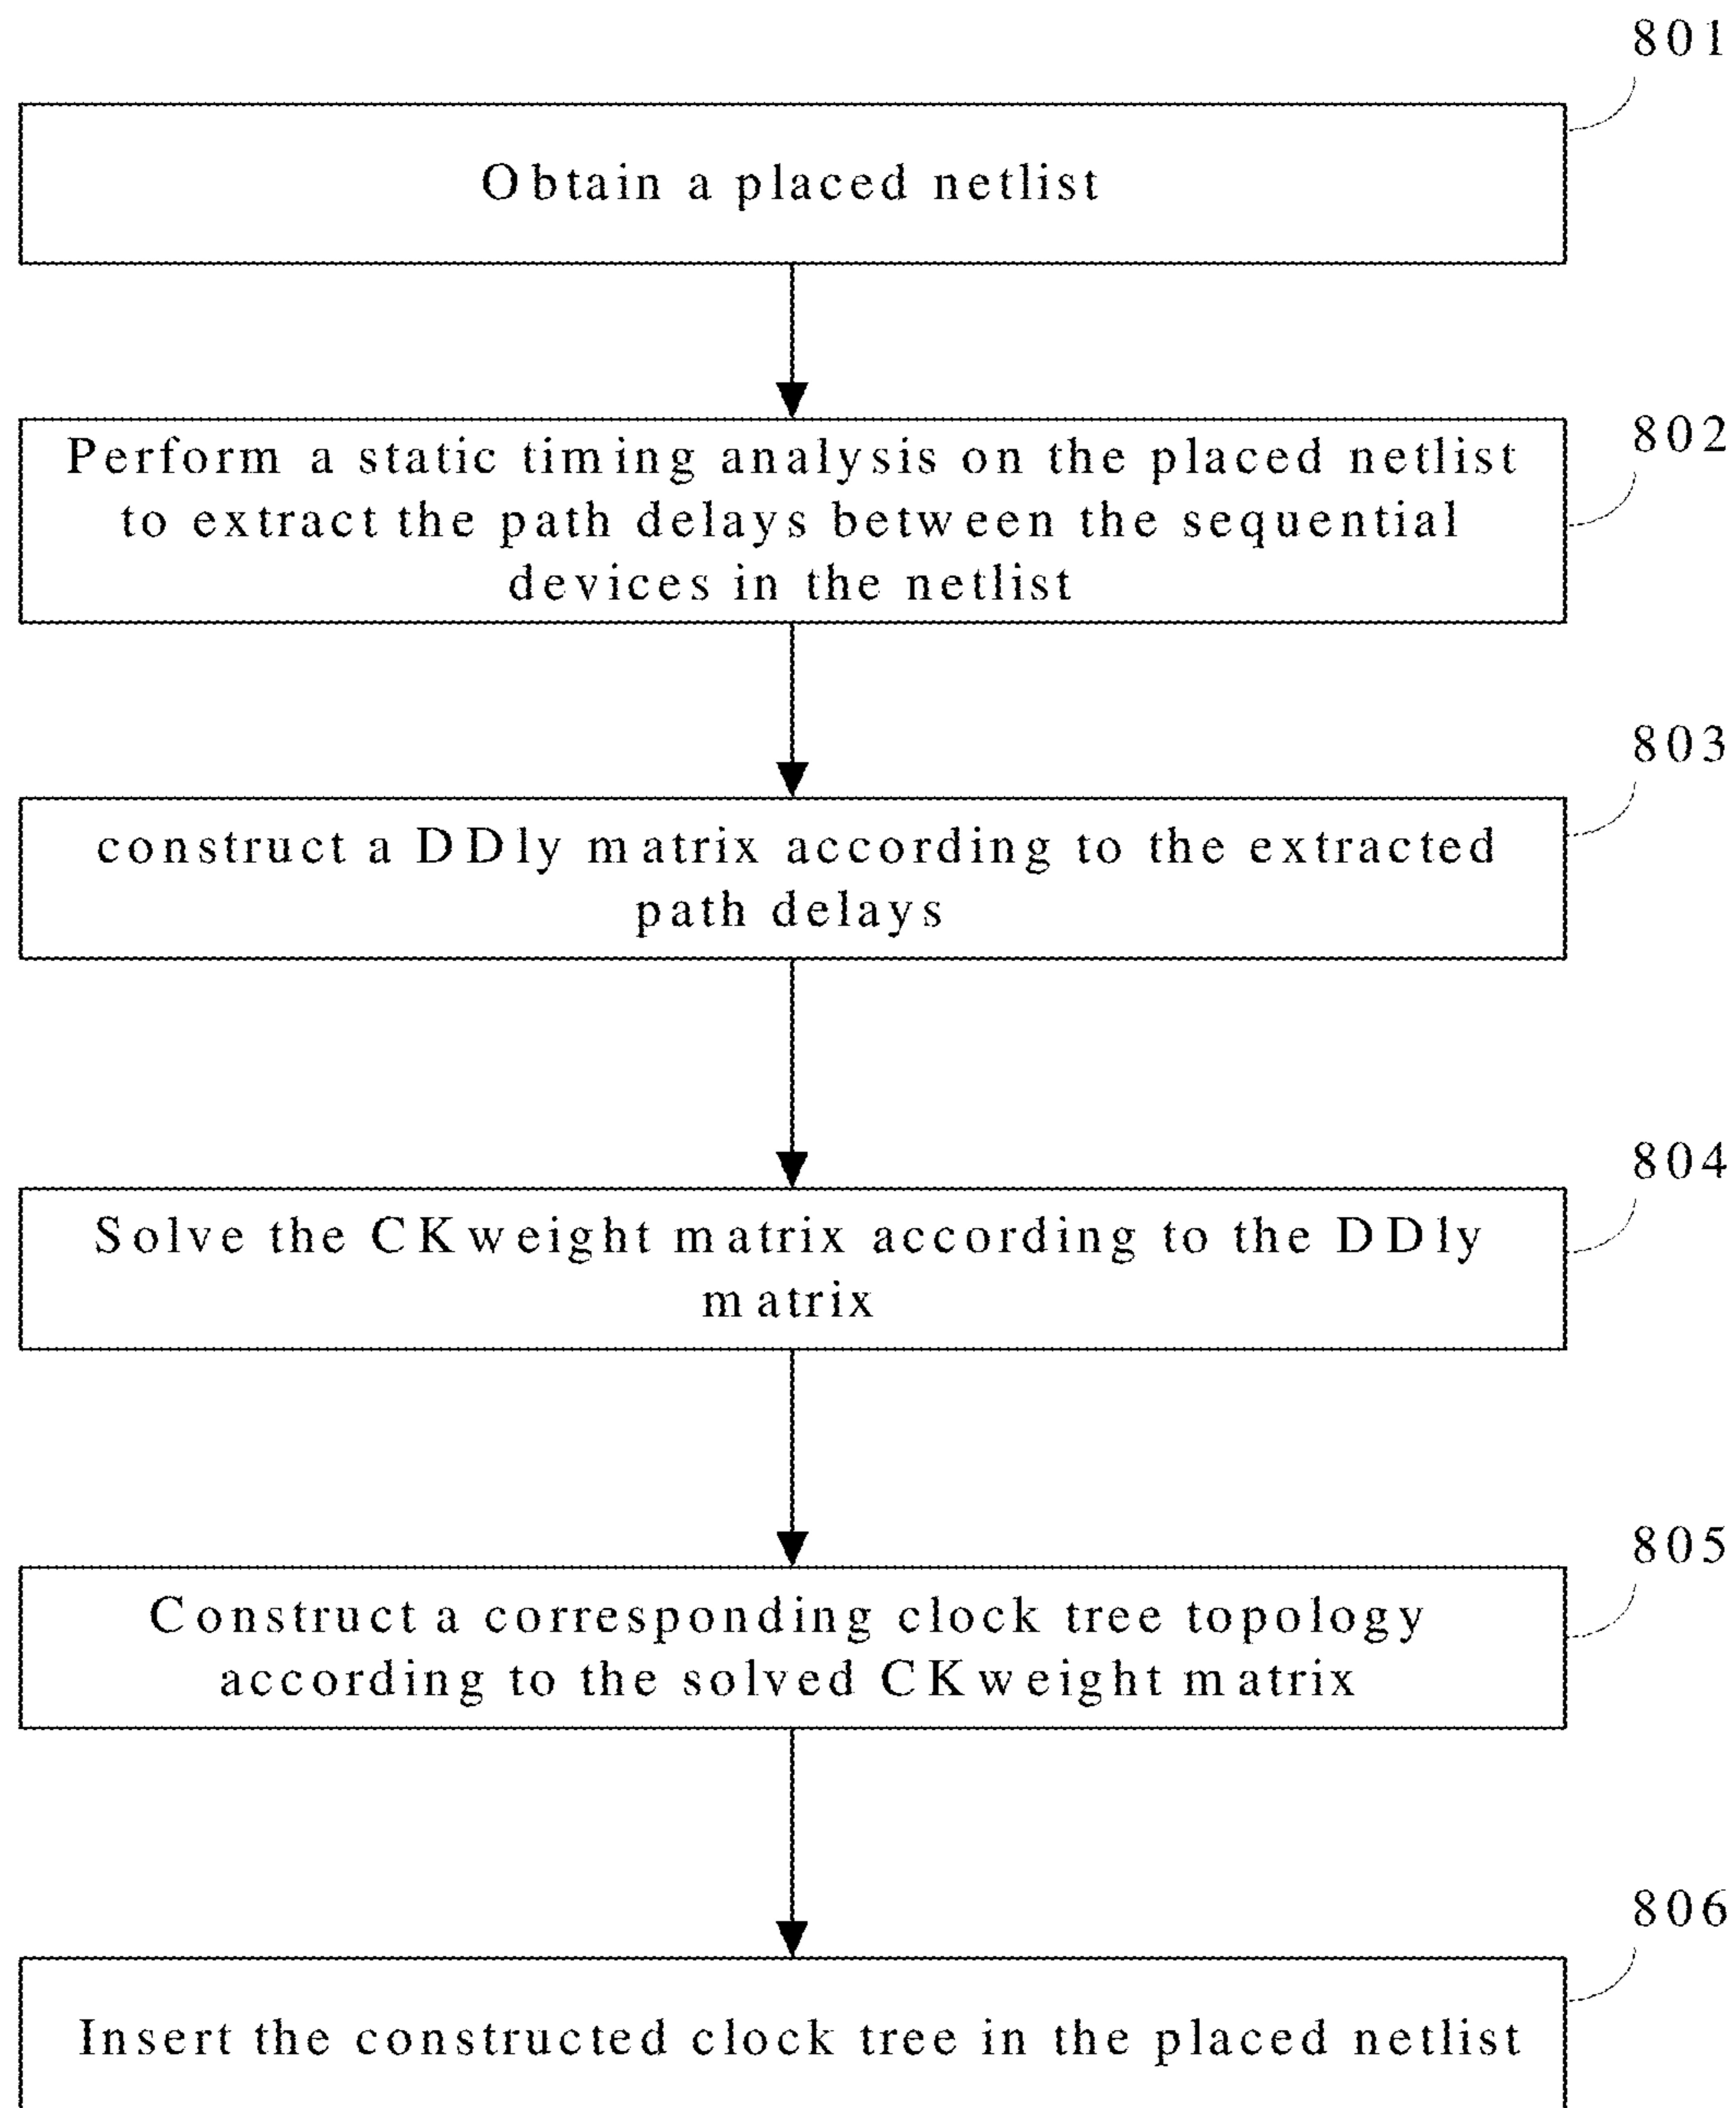 801
Obtain a placed netlist
802
Perform a static timing analysis on the placed netlist
to extract the path delays between the sequential
devices in the netlist
803
construct a DDly matrix according to the extracted
path delays
804
Solve the CKweight matrix according to the DDly
matrix
805
Construct a corresponding clock tree topology
according to the solved CKweight matrix
806
Insert the constructed clock tree in the placed netlist